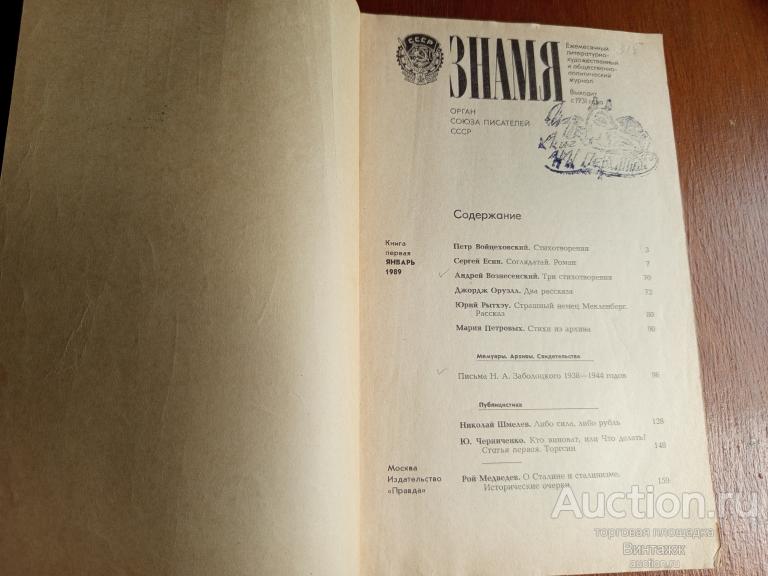 СССР
ЗНАМЯ
Ежемесячный
литературно-
художественный
и общественно-
политический
журнал
Выходит
с 1931 года
ОРГАН
СОЮЗА ПИСАТЕЛЕЙ
СССР
Содержание
Книга
первая
ЯНВАРЬ
1989
Петр Войцеховский. Стихотворения 3
Сергей Есин. Соглядатай. Роман 7
Андрей Вознесенский. Три стихотворения 70
Джордж Оруэлл. Два рассказа 72
Юрий Рытхэу. Страшный немец Мекленберг.
Рассказ 80
Мария Петровых. Стихи из архива 90
Мемуары. Архивы. Свидетельства
Письма Н. А. Заболоцкого 1938—1944 годов 96
Публицистика
Николай Шмелев. Либо сила, либо рубль 128
Ю. Черниченко. Кто виноват, или Что делать?
Статья первая. Торгсин 148
Рой Медведев. О Сталине и сталинизме.
Исторические очерки 159
Москва
Издательство
«Правда»
Auction.ru
торговая площадка
Винтажж
auction.ru